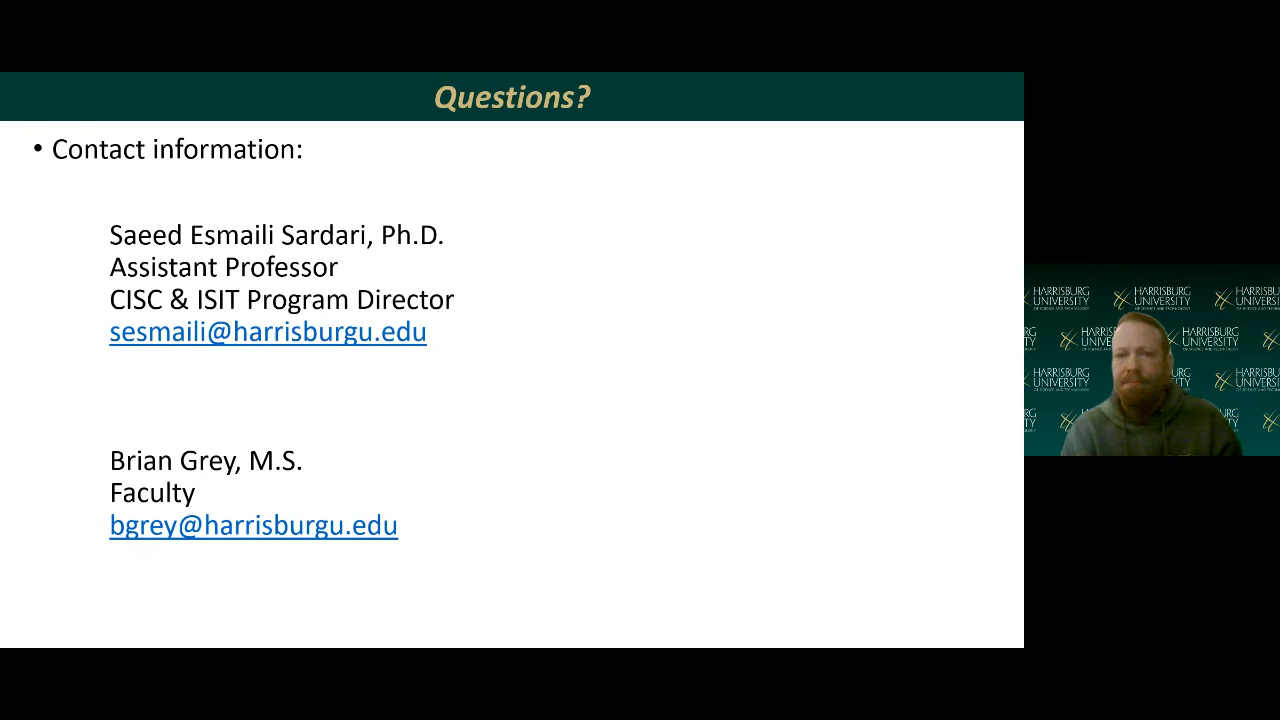 Questions?
• Contact information:
Saeed Esmaili Sardari, Ph.D.
Assistant Professor
CISC & ISIT Program Director
sesmaili@harrisburgu.edu
Brian Grey, M.S.
Faculty
bgrey@harrisburgu.edu
HARRISBURG
UNIVERSITY
OF SCIENCE AND TECHNOLOGY